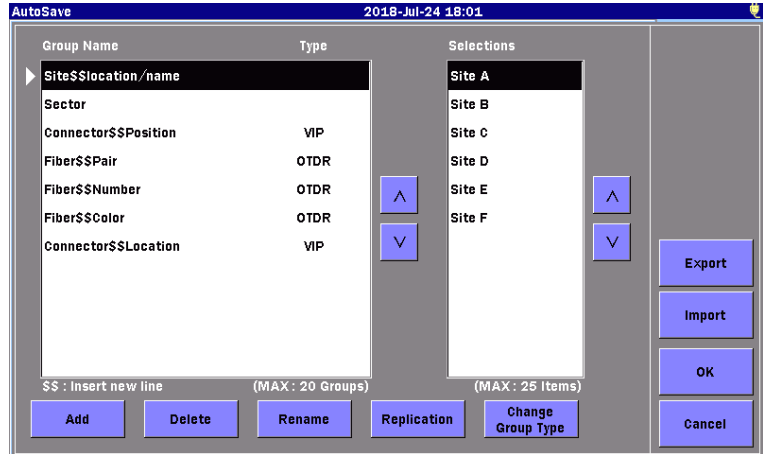 AutoSave 2018-Jul-24 18:01
Group Name Type Selections
Site$$location/name Site A
Sector Site B
Connector$$Position VIP Site C
Fiber$$Pair OTDR Site D
Fiber$$Number OTDR Site E
Fiber$$Color OTDR Site F
Connector$$Location VIP
Export
Import
OK
$$ : Insert new line (MAX : 20 Groups) (MAX : 25 Items)
Add Delete Rename Replication Change
Group Type
Cancel